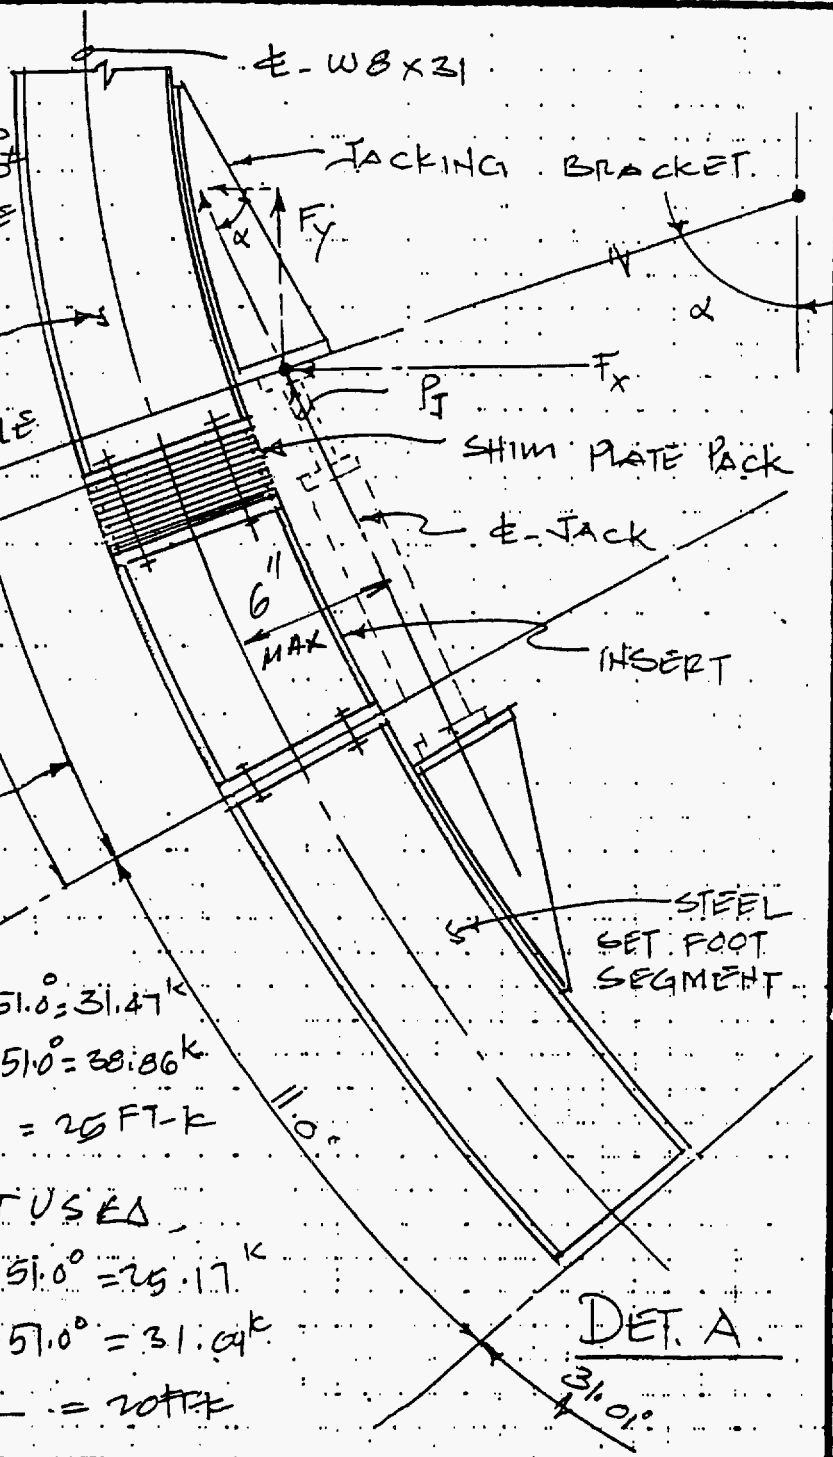 ℄-W8X31
JACKING BRACKET.
α
Fy
N
α
Fx
PJ
SHIM PLATE PACK
℄-JACK
6"
MAX
INSERT
STEEL
SET FOOT
SEGMENT
51.0°=31.47k
51.0°=38.86k
= 25 FT-K
11.0°
51.0°=25.17k
51.0°=31.04k
= 20FT-K
DET. A.
31.01°